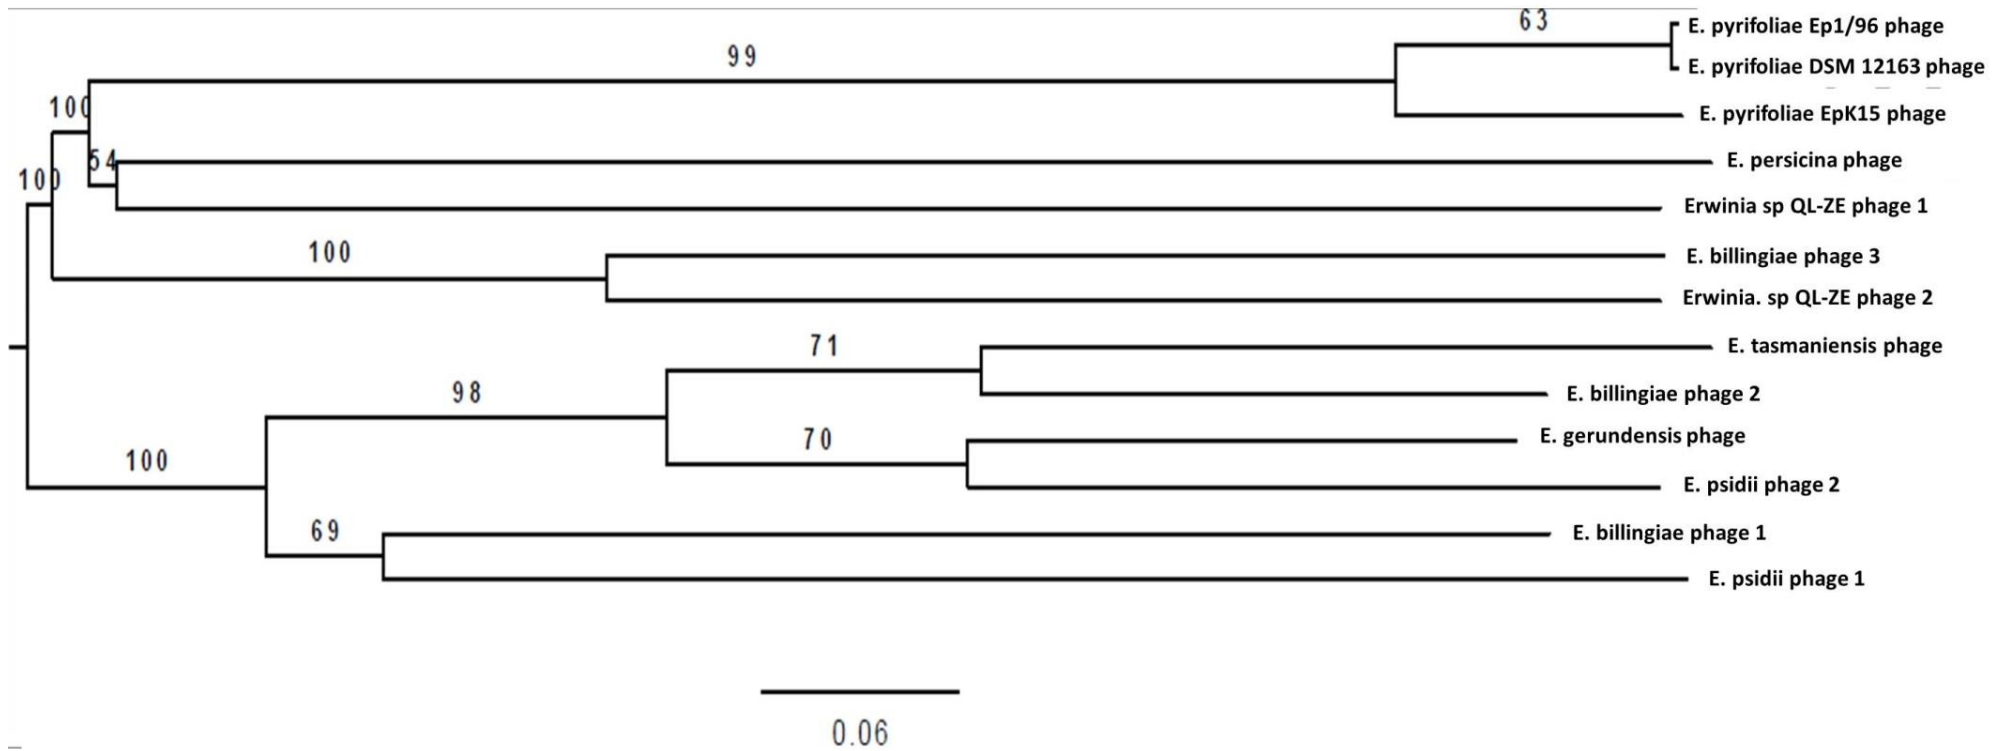 63
E. pyrifoliae Ep1/96 phage
99
E. pyrifoliae DSM 12163 phage
100
E. pyrifoliae EpK15 phage
54
E. persicina phage
100
Erwinia sp QL-ZE phage 1
100
E. billingiae phage 3
Erwinia. sp QL-ZE phage 2
71
E. tasmaniensis phage
98
E. billingiae phage 2
70
E. gerundensis phage
100
E. psidii phage 2
69
E. billingiae phage 1
E. psidii phage 1
0.06